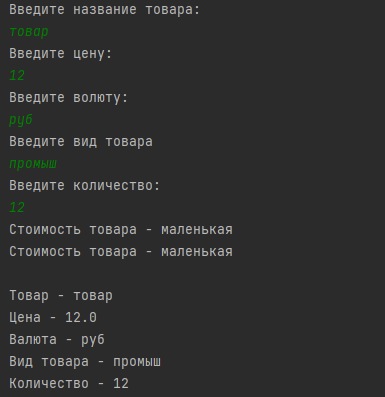 Введите название товара:
товар
Введите цену:
12
Введите волюту:
руб
Введите вид товара
промыш
Введите количество:
12
Стоимость товара - маленькая
Стоимость товара - маленькая
Товар - товар
Цена - 12.0
Валюта - руб
Вид товара - промыш
Количество - 12